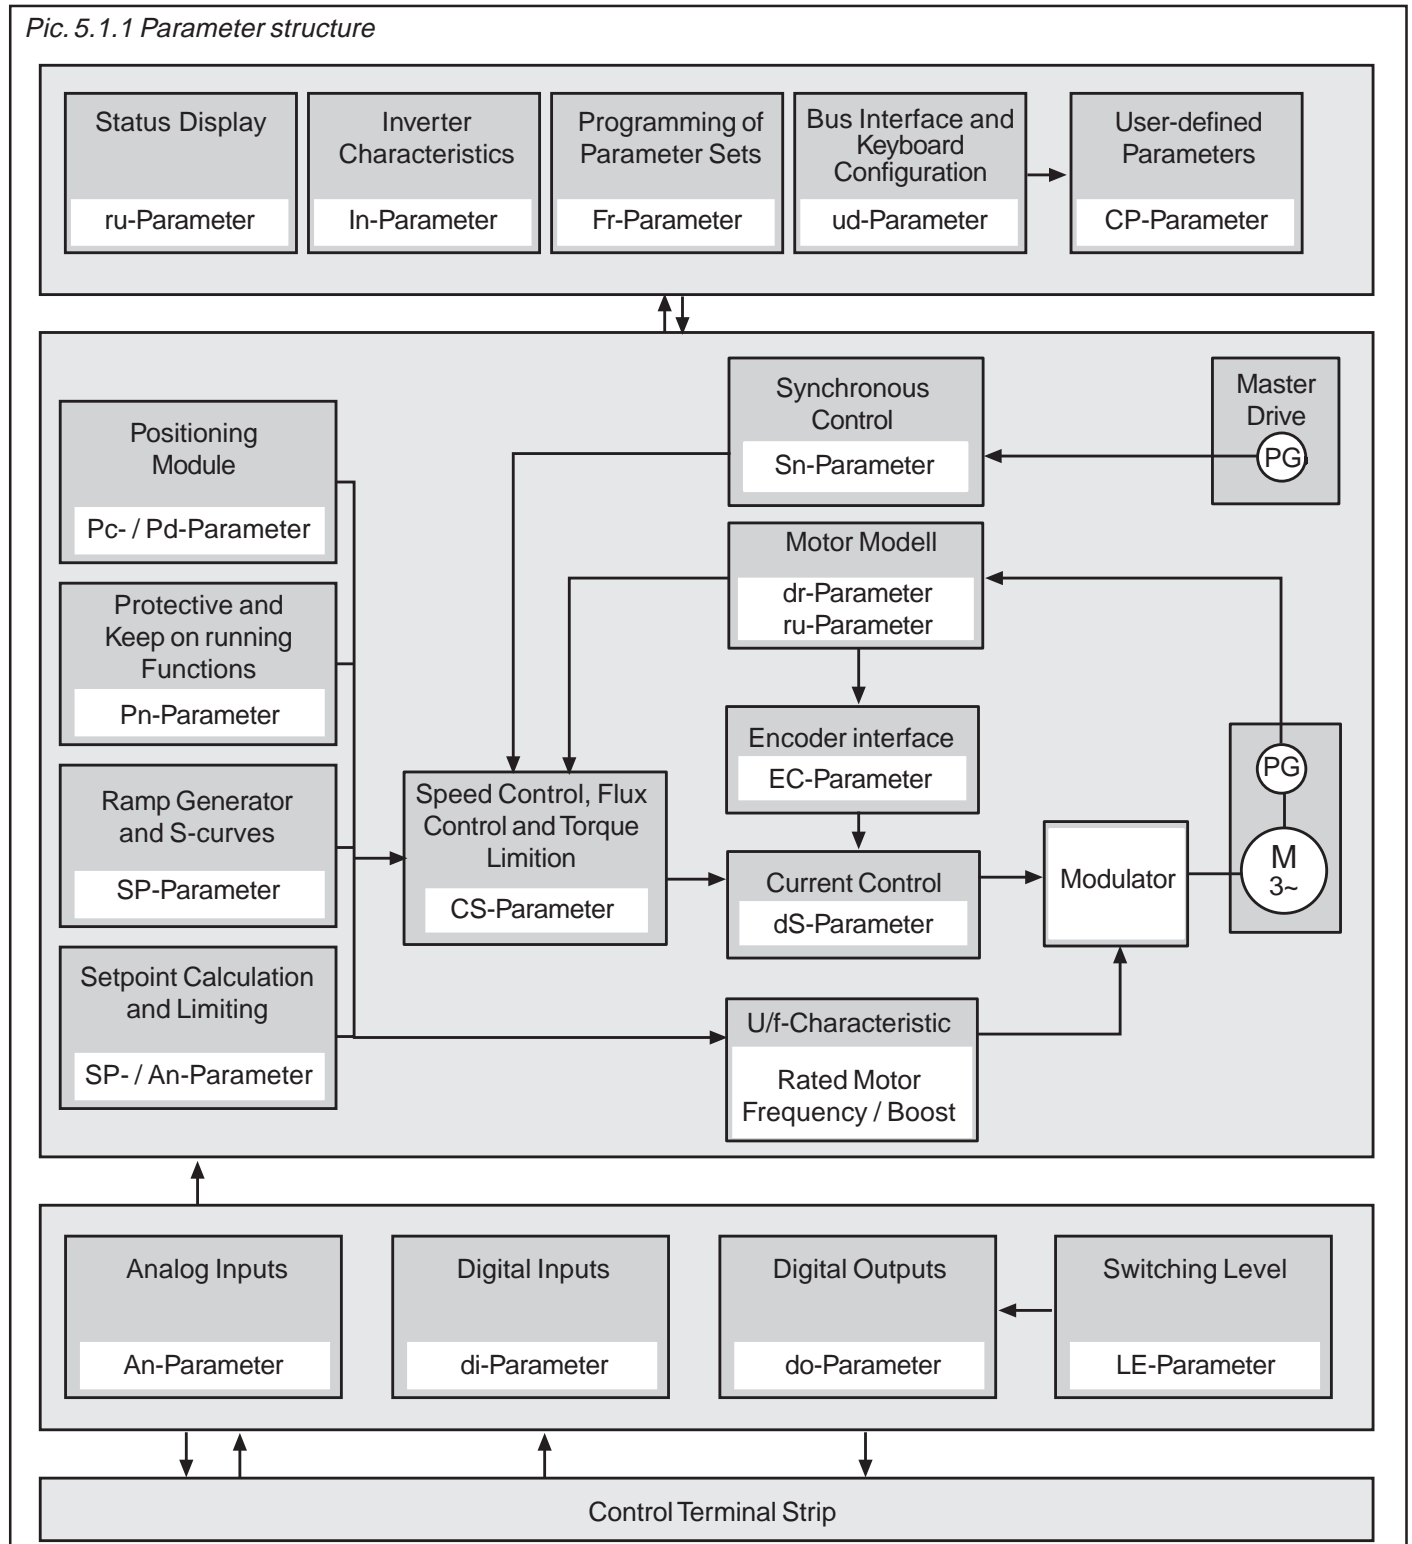 Pic. 5.1.1 Parameter structure
Status Display
ru-Parameter
Inverter
Characteristics
In-Parameter
Programming of
Parameter Sets
Fr-Parameter
Bus Interface and
Keyboard
Configuration
ud-Parameter
User-defined
Parameters
CP-Parameter
Positioning
Module
Pc- / Pd-Parameter
Protective and
Keep on running
Functions
Pn-Parameter
Ramp Generator
and S-curves
SP-Parameter
Setpoint Calculation
and Limiting
SP- / An-Parameter
Speed Control, Flux
Control and Torque
Limition
CS-Parameter
Synchronous
Control
Sn-Parameter
Motor Modell
dr-Parameter
ru-Parameter
Encoder interface
EC-Parameter
Current Control
dS-Parameter
U/f-Characteristic
Rated Motor
Frequency / Boost
Modulator
Master
Drive
PG
PG
M
3~
Analog Inputs
An-Parameter
Digital Inputs
di-Parameter
Digital Outputs
do-Parameter
Switching Level
LE-Parameter
Control Terminal Strip